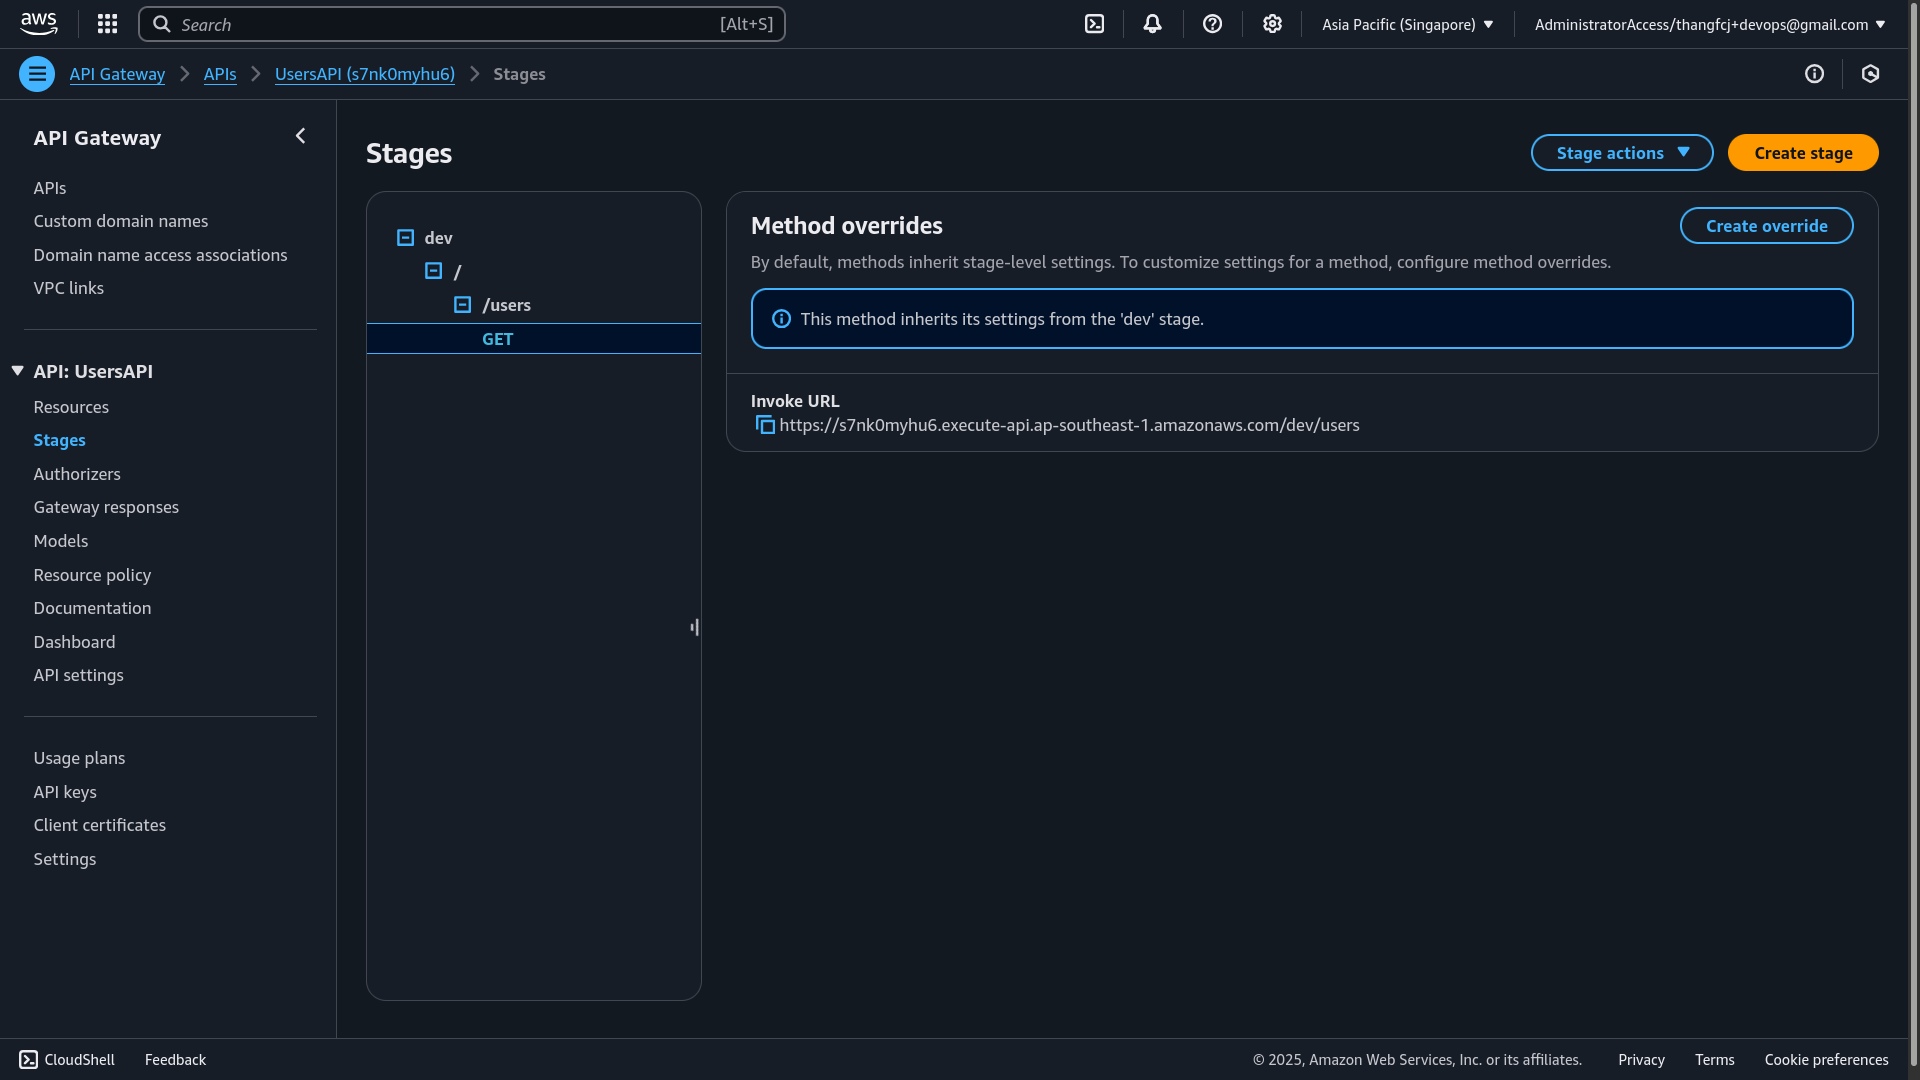 aws
Search [Alt+S]
Asia Pacific (Singapore)
AdministratorAccess/thangfcj+devops@gmail.com
API Gateway
APIs
UsersAPI (s7nk0myhu6)
Stages
API Gateway
APIs
Custom domain names
Domain name access associations
VPC links
API: UsersAPI
Resources
Stages
Authorizers
Gateway responses
Models
Resource policy
Documentation
Dashboard
API settings
Usage plans
API keys
Client certificates
Settings
Stages
Stage actions
Create stage
dev
/
/users
GET
Method overrides
Create override
By default, methods inherit stage-level settings. To customize settings for a method, configure method overrides.
This method inherits its settings from the 'dev' stage.
Invoke URL
https://s7nk0myhu6.execute-api.ap-southeast-1.amazonaws.com/dev/users
CloudShell
Feedback
© 2025, Amazon Web Services, Inc. or its affiliates.
Privacy
Terms
Cookie preferences